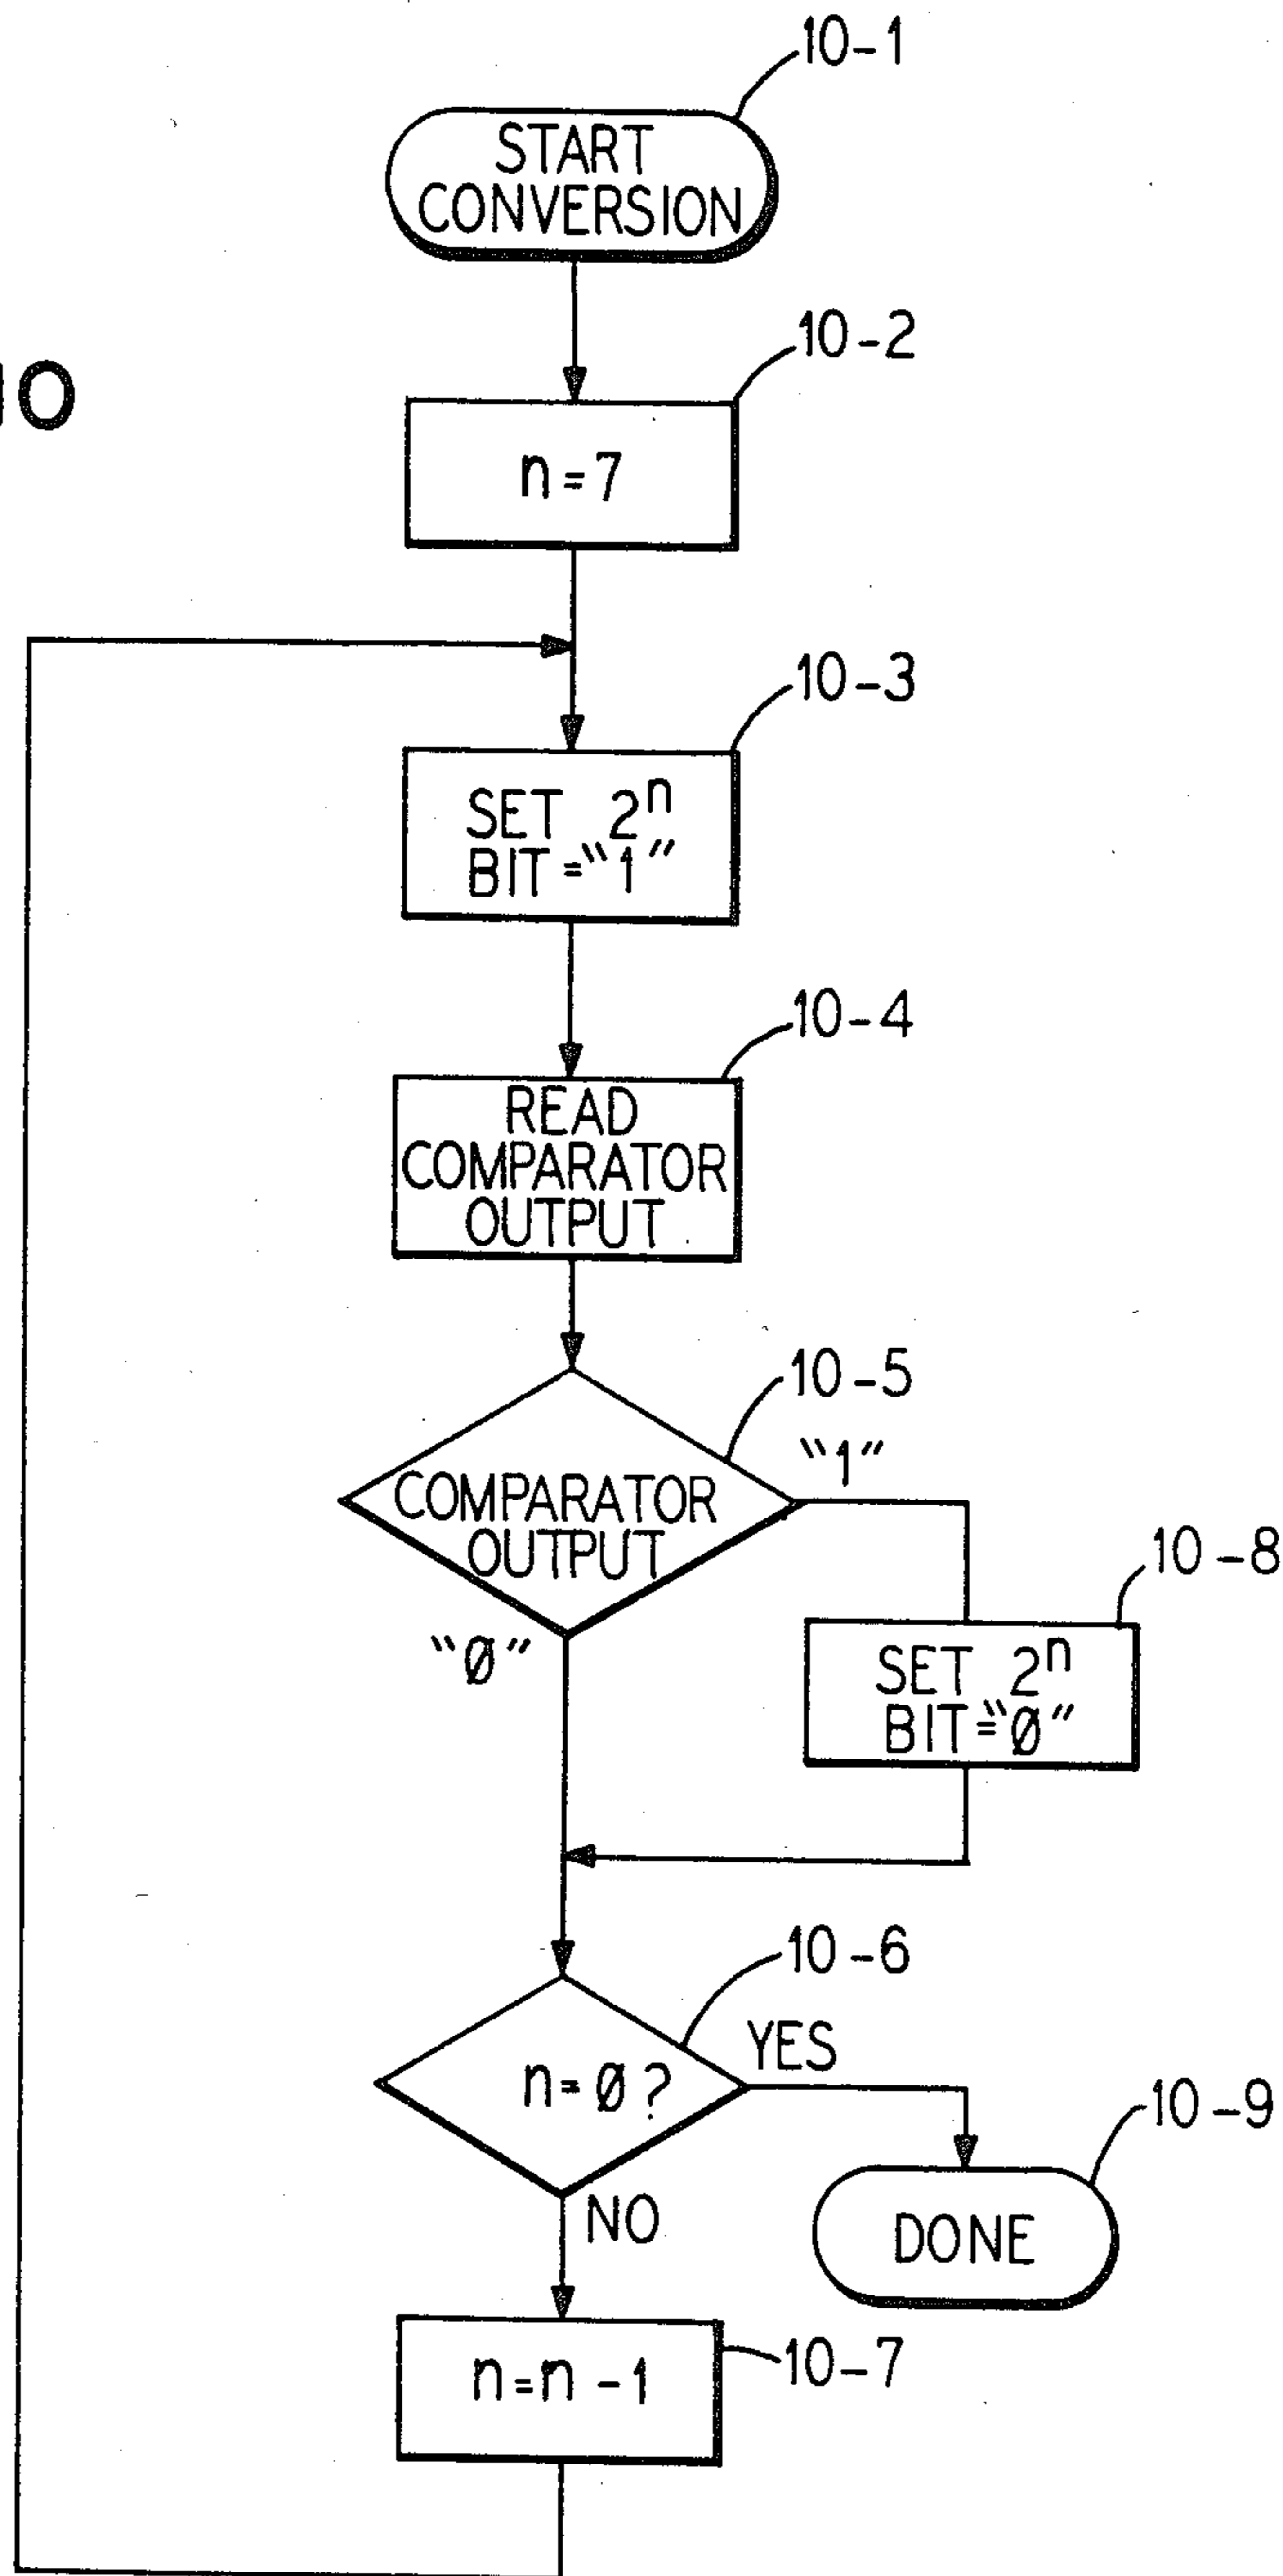 10-1
START
CONVERSION
10-2
10
n=7
10-3
SET 2ⁿ
BIT="1"
10-4
READ
COMPARATOR
OUTPUT
10-5
"1"
COMPARATOR
OUTPUT
"Ø"
10-8
SET 2ⁿ
BIT="Ø"
10-6
YES
n=Ø?
10-9
NO
DONE
10-7
n=n-1